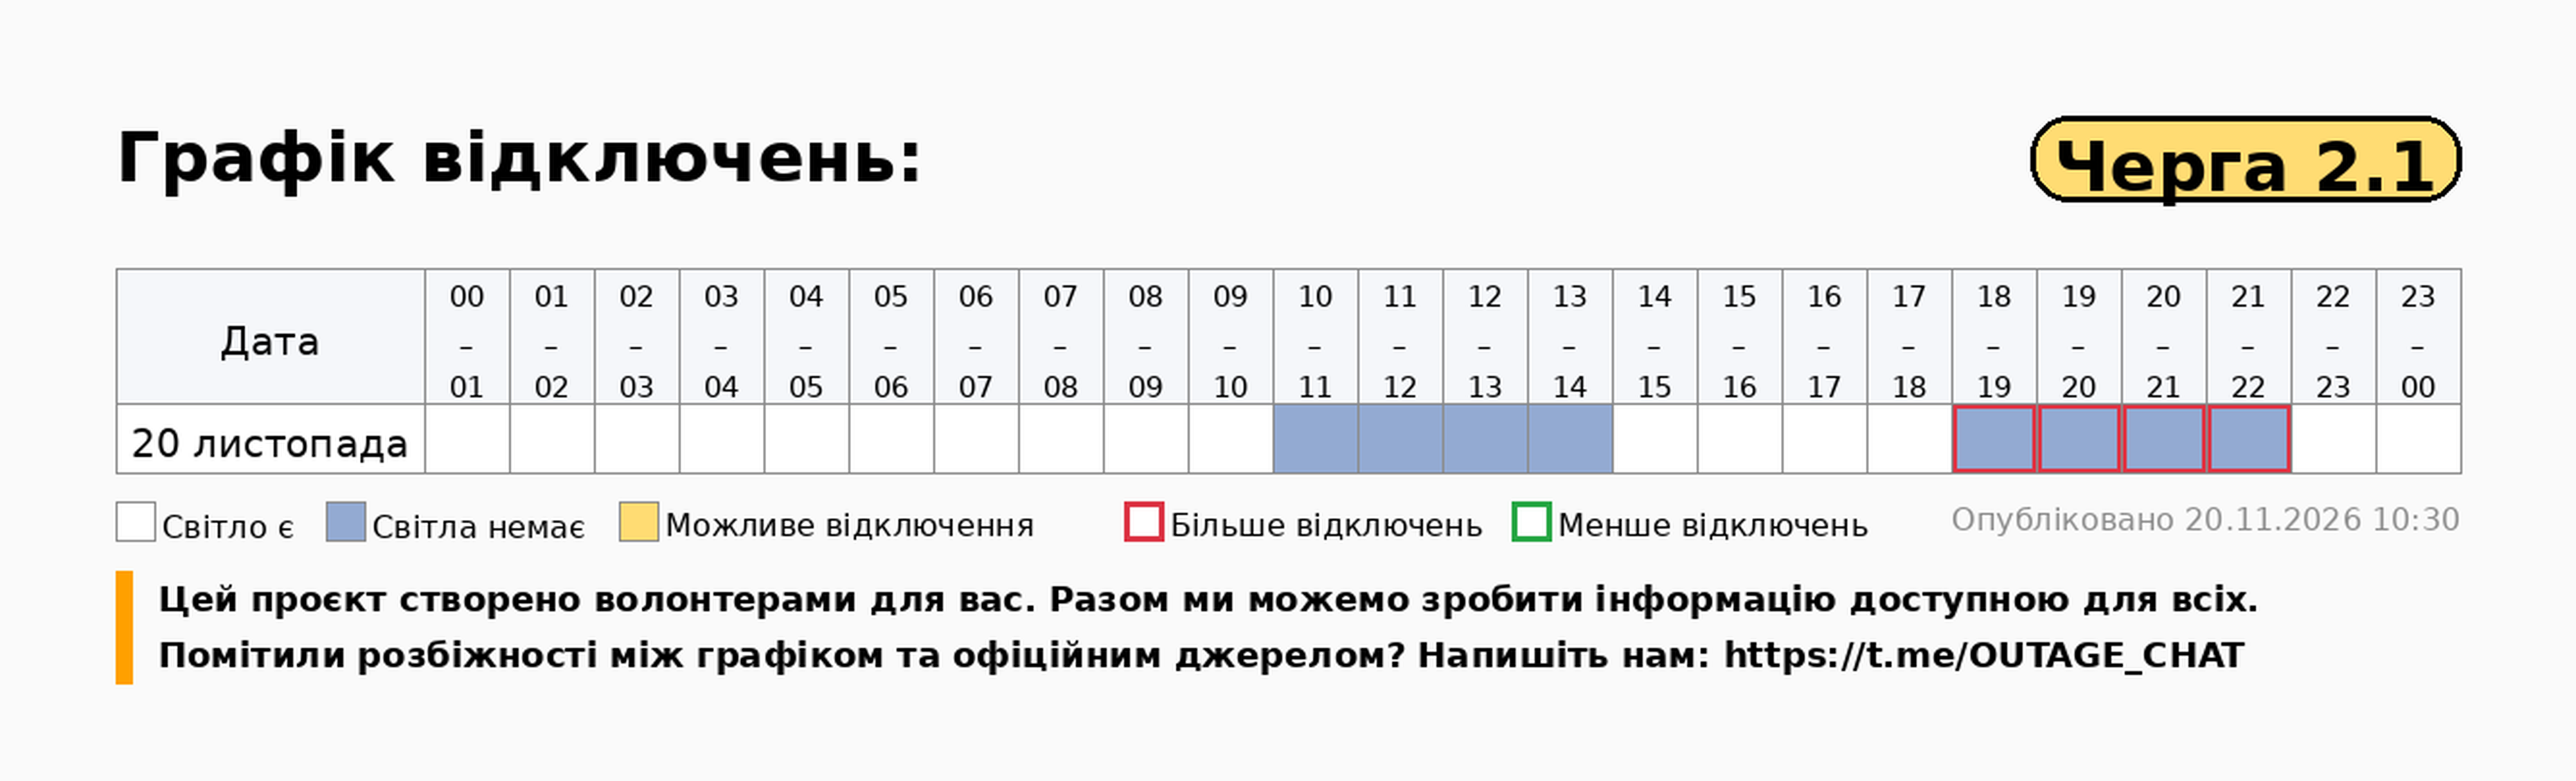 Графік відключень:
Черга 2.1
Дата 00 – 01 01 – 02 02 – 03 03 – 04 04 – 05 05 – 06 06 – 07 07 – 08 08 – 09 09 – 10 10 – 11 11 – 12 12 – 13 13 – 14 14 – 15 15 – 16 16 – 17 17 – 18 18 – 19 19 – 20 20 – 21 21 – 22 22 – 23 23 – 00
20 листопада
Світло є Світла немає Можливе відключення Більше відключень Менше відключень Опубліковано 20.11.2026 10:30
Цей проєкт створено волонтерами для вас. Разом ми можемо зробити інформацію доступною для всіх.
Помітили розбіжності між графіком та офіційним джерелом? Напишіть нам: https://t.me/OUTAGE_CHAT